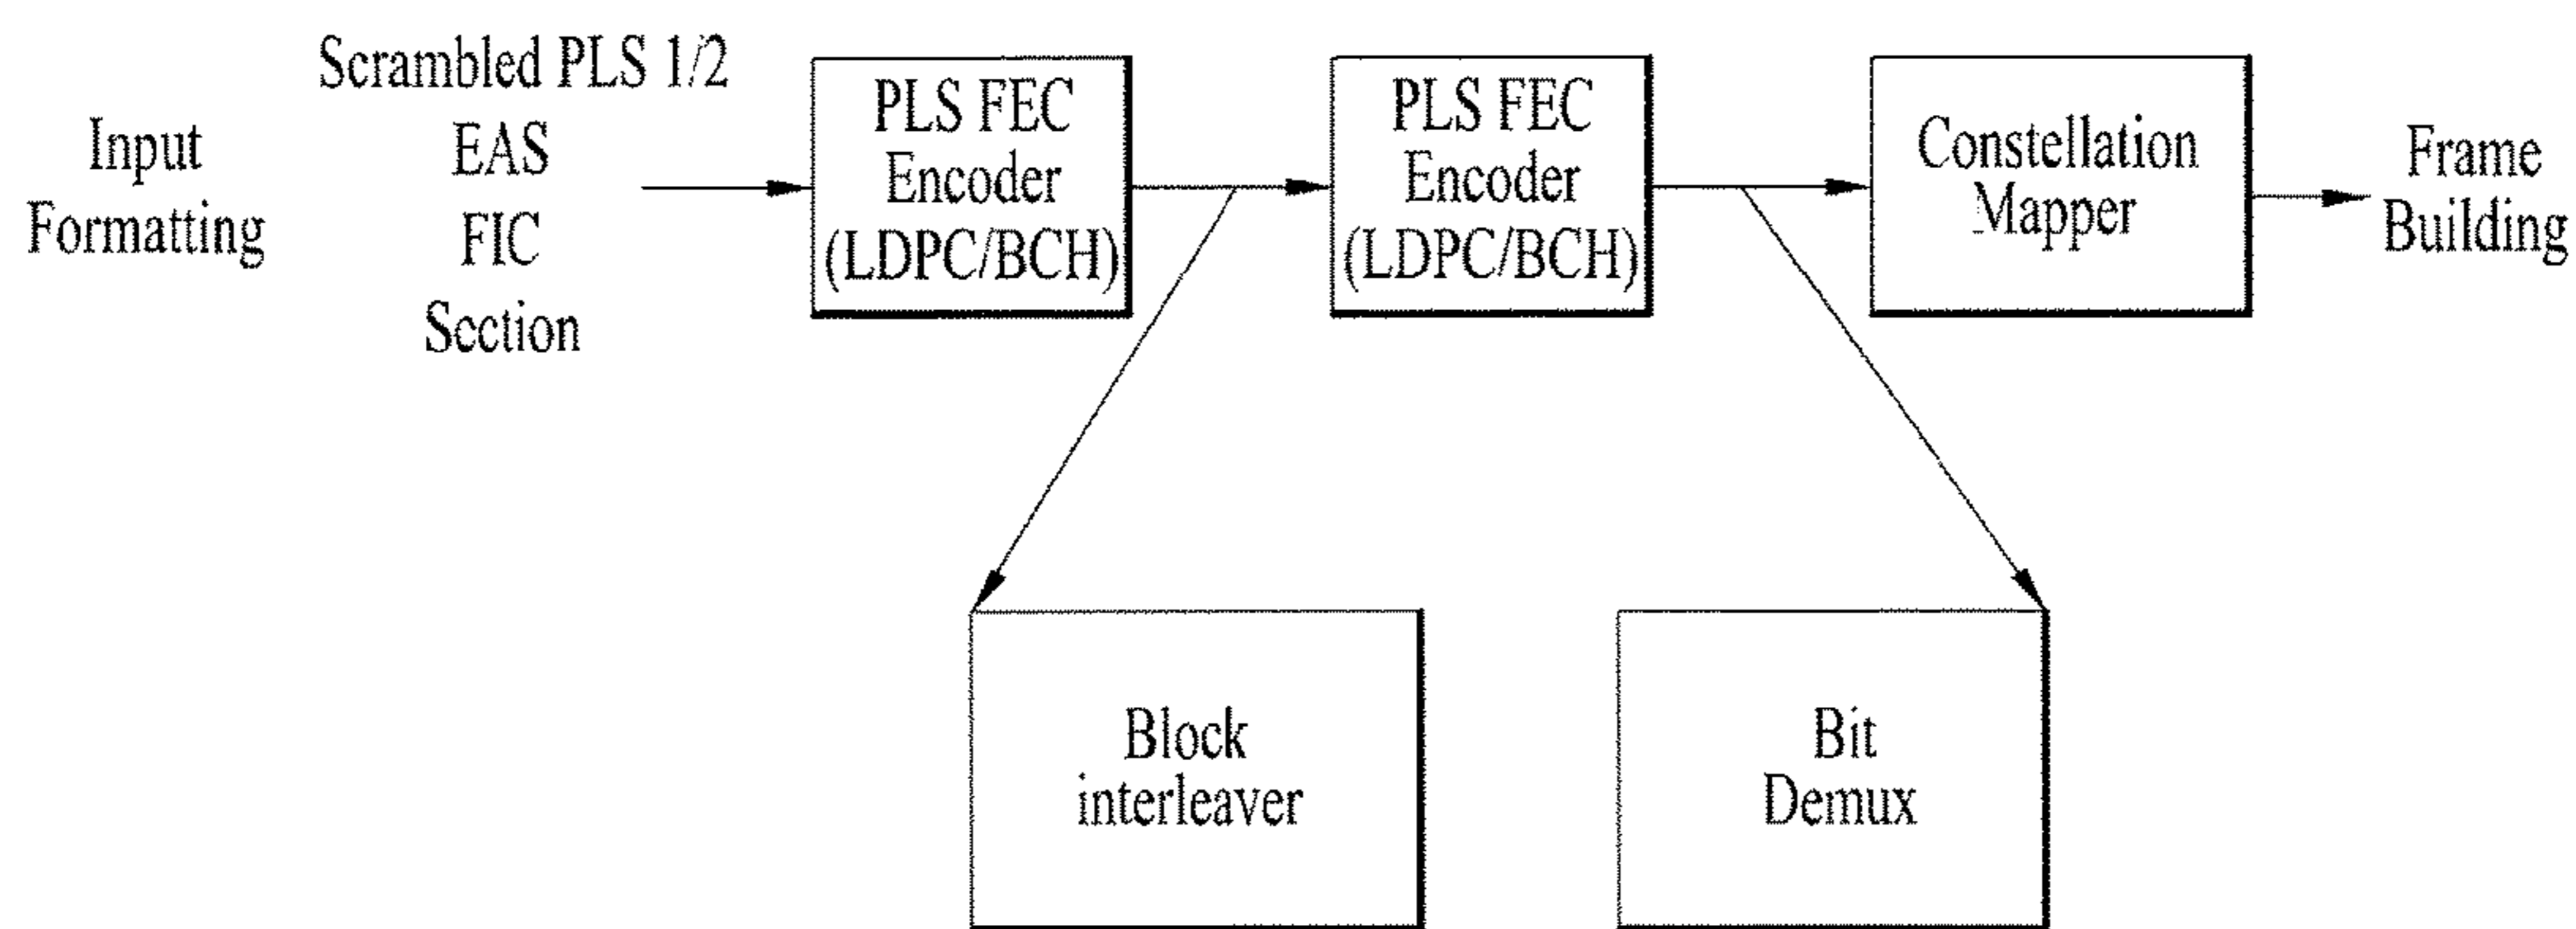 Input
Formatting
Scrambled PLS 1/2
EAS
FIC
Section
PLS FEC
Encoder
(LDPC/BCH)
PLS FEC
Encoder
(LDPC/BCH)
Constellation
Mapper
Frame
Building
Block
interleaver
Bit
Demux